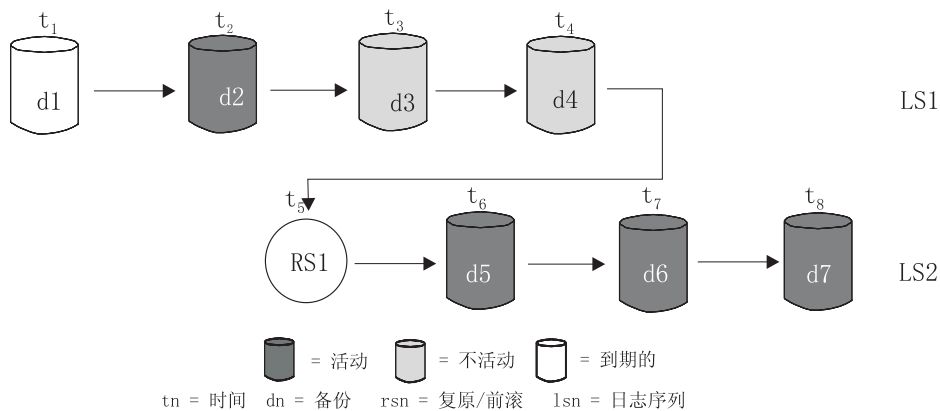 t1 t2 t3 t4
d1 d2 d3 d4 LS1
t5 t6 t7 t8
RS1 d5 d6 d7 LS2
= 活动 = 不活动 = 到期的
tn = 时间 dn = 备份 rsn = 复原/前滚 lsn = 日志序列